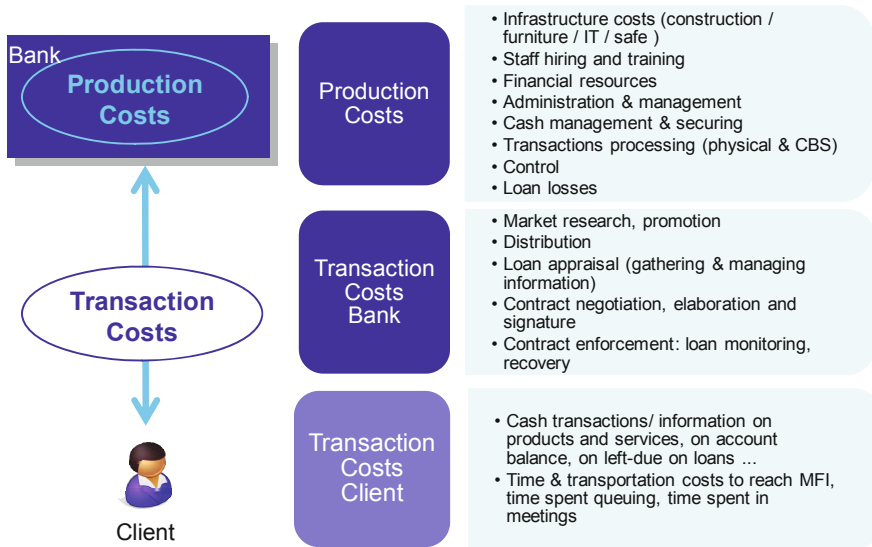 Bank
Production
Costs
Transaction
Costs
Client
Production
Costs
• Infrastructure costs (construction /
furniture / IT / safe )
• Staff hiring and training
• Financial resources
• Administration & management
• Cash management & securing
• Transactions processing (physical & CBS)
• Control
• Loan losses
Transaction
Costs
Bank
• Market research, promotion
• Distribution
• Loan appraisal (gathering & managing
information)
• Contract negotiation, elaboration and
signature
• Contract enforcement: loan monitoring,
recovery
Transaction
Costs
Client
• Cash transactions/ information on
products and services, on account
balance, on left-due on loans ...
• Time & transportation costs to reach MFI,
time spent queuing, time spent in
meetings